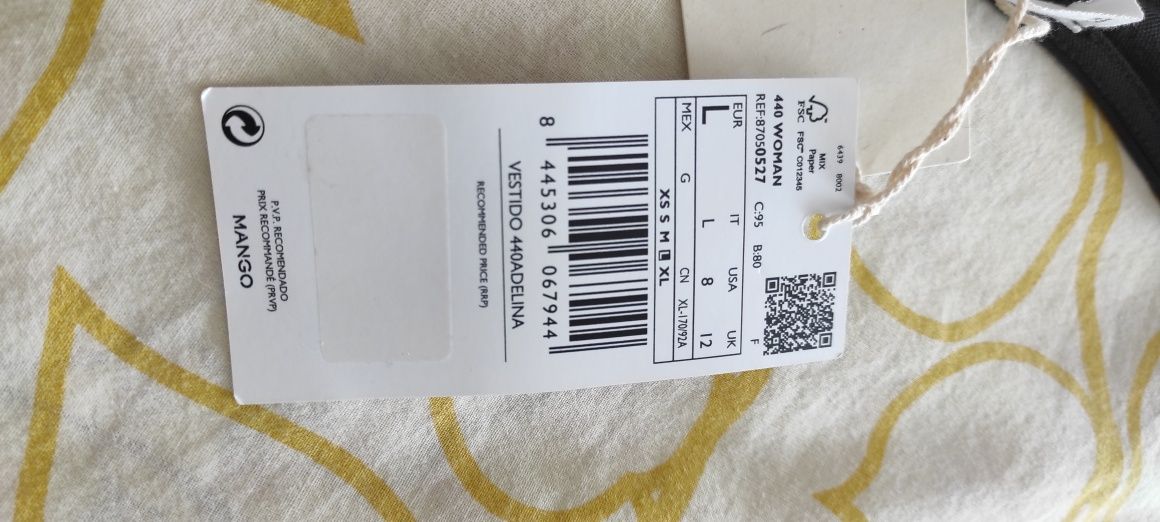 6439 8002
MIX
Paper
FSC FSC™ C012345
440 WOMAN
REF:87050527 C:95 B:80 F
EUR IT USA UK
L L 8 12
MEX G CN XL-170/92A
XS S M L XL
8 445306 067944
VESTIDO 440ADELINA
RECOMMENDED PRICE (RRP)
P.V.P. RECOMENDADO
PRIX RECOMMANDÉ (PRVP)
MANGO